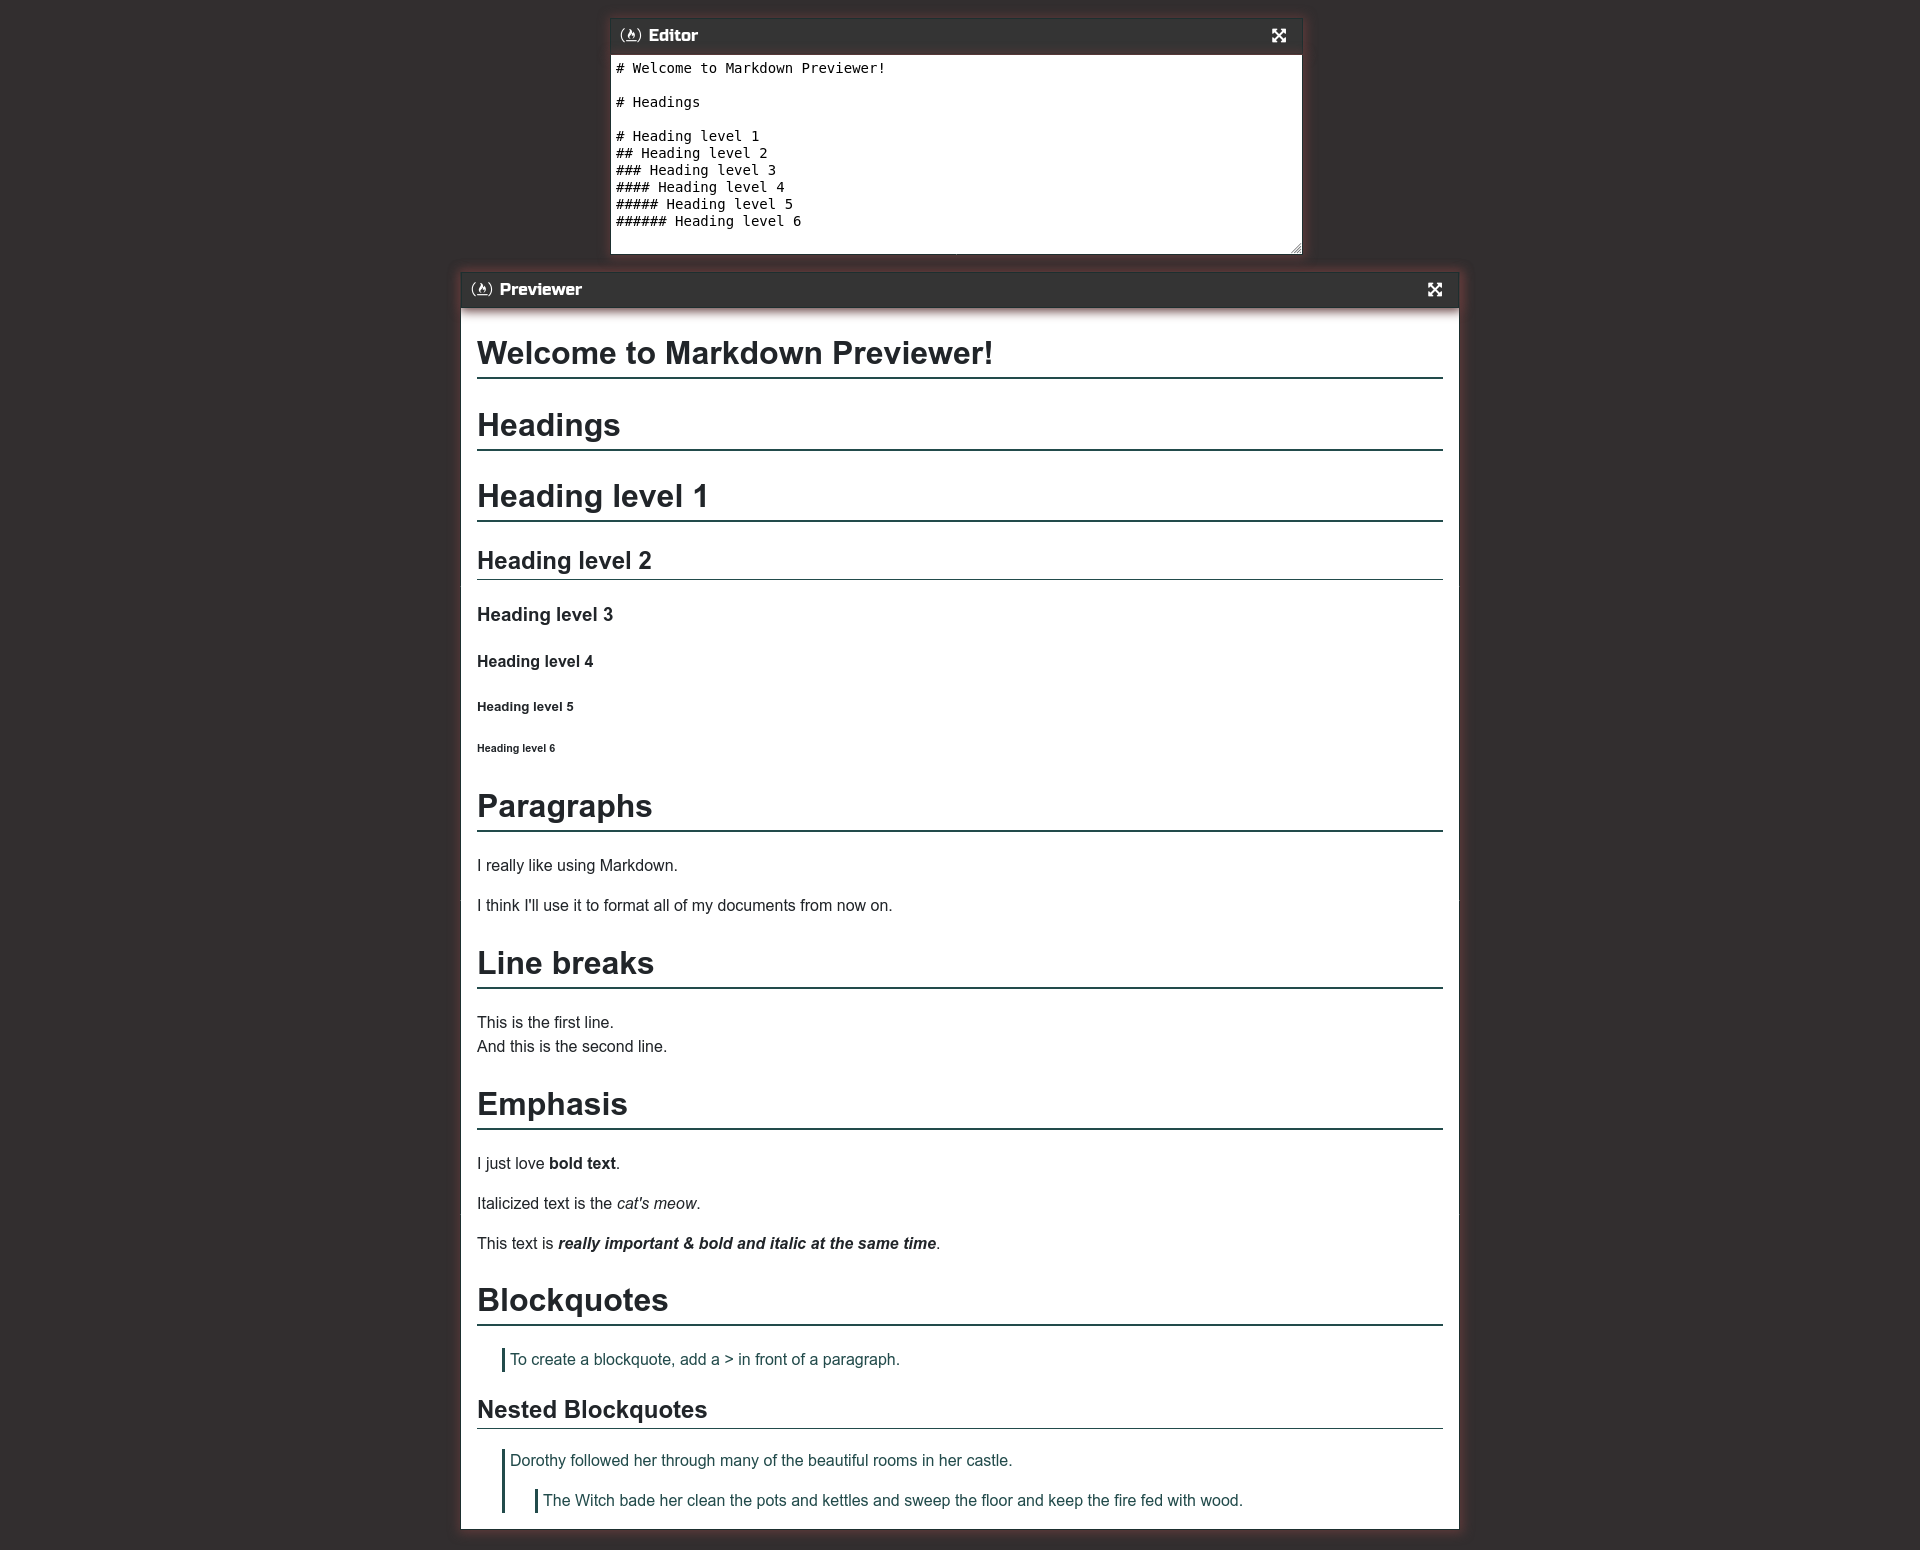 Editor
# Welcome to Markdown Previewer!
# Headings
# Heading level 1
## Heading level 2
### Heading level 3
#### Heading level 4
##### Heading level 5
###### Heading level 6
Previewer
Welcome to Markdown Previewer!
Headings
Heading level 1
Heading level 2
Heading level 3
Heading level 4
Heading level 5
Heading level 6
Paragraphs
I really like using Markdown.
I think I'll use it to format all of my documents from now on.
Line breaks
This is the first line.
And this is the second line.
Emphasis
I just love bold text.
Italicized text is the cat's meow.
This text is really important & bold and italic at the same time.
Blockquotes
To create a blockquote, add a > in front of a paragraph.
Nested Blockquotes
Dorothy followed her through many of the beautiful rooms in her castle.
The Witch bade her clean the pots and kettles and sweep the floor and keep the fire fed with wood.